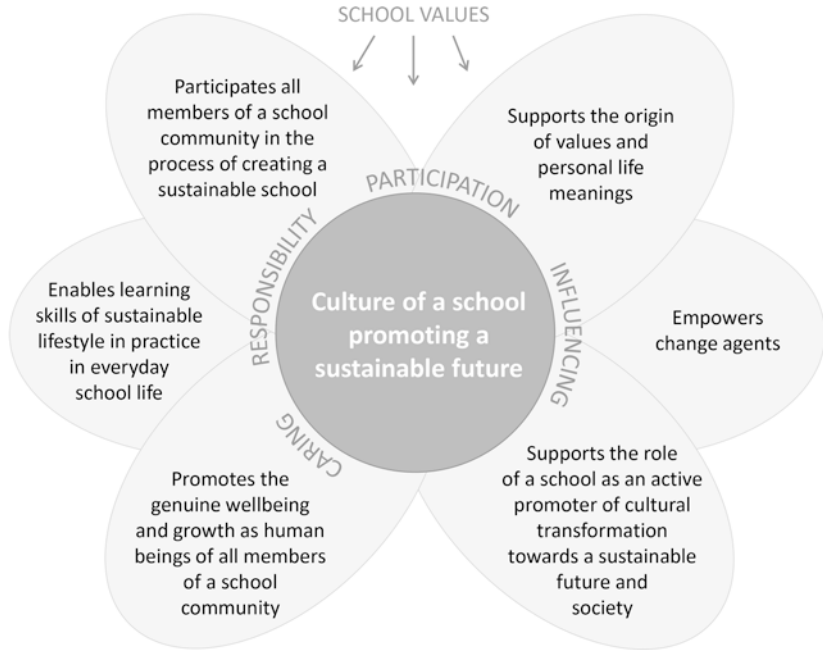 SCHOOL VALUES
Participates all
members of a school
community in the
process of creating a
sustainable school
Supports the origin
of values and
personal life
meanings
PARTICIPATION
RESPONSIBILITY
INFLUENCING
CARING
Culture of a school
promoting a
sustainable future
Enables learning
skills of sustainable
lifestyle in practice
in everyday
school life
Empowers
change agents
Promotes the
genuine wellbeing
and growth as human
beings of all members
of a school
community
Supports the role
of a school as an active
promoter of cultural
transformation
towards a sustainable
future and
society